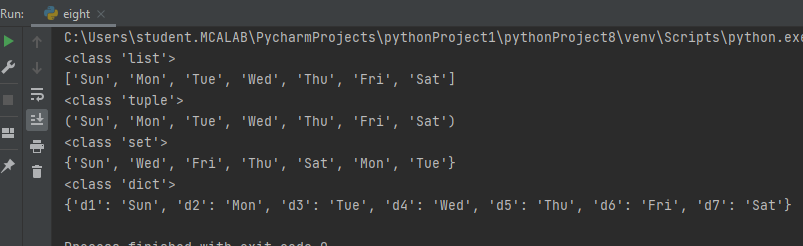 Run: eight
C:\Users\student.MCALAB\PycharmProjects\pythonProject1\pythonProject8\venv\Scripts\python.exe
<class 'list'>
['Sun', 'Mon', 'Tue', 'Wed', 'Thu', 'Fri', 'Sat']
<class 'tuple'>
('Sun', 'Mon', 'Tue', 'Wed', 'Thu', 'Fri', 'Sat')
<class 'set'>
{'Sun', 'Wed', 'Fri', 'Thu', 'Sat', 'Mon', 'Tue'}
<class 'dict'>
{'d1': 'Sun', 'd2': 'Mon', 'd3': 'Tue', 'd4': 'Wed', 'd5': 'Thu', 'd6': 'Fri', 'd7': 'Sat'}
Process finished with exit code 0